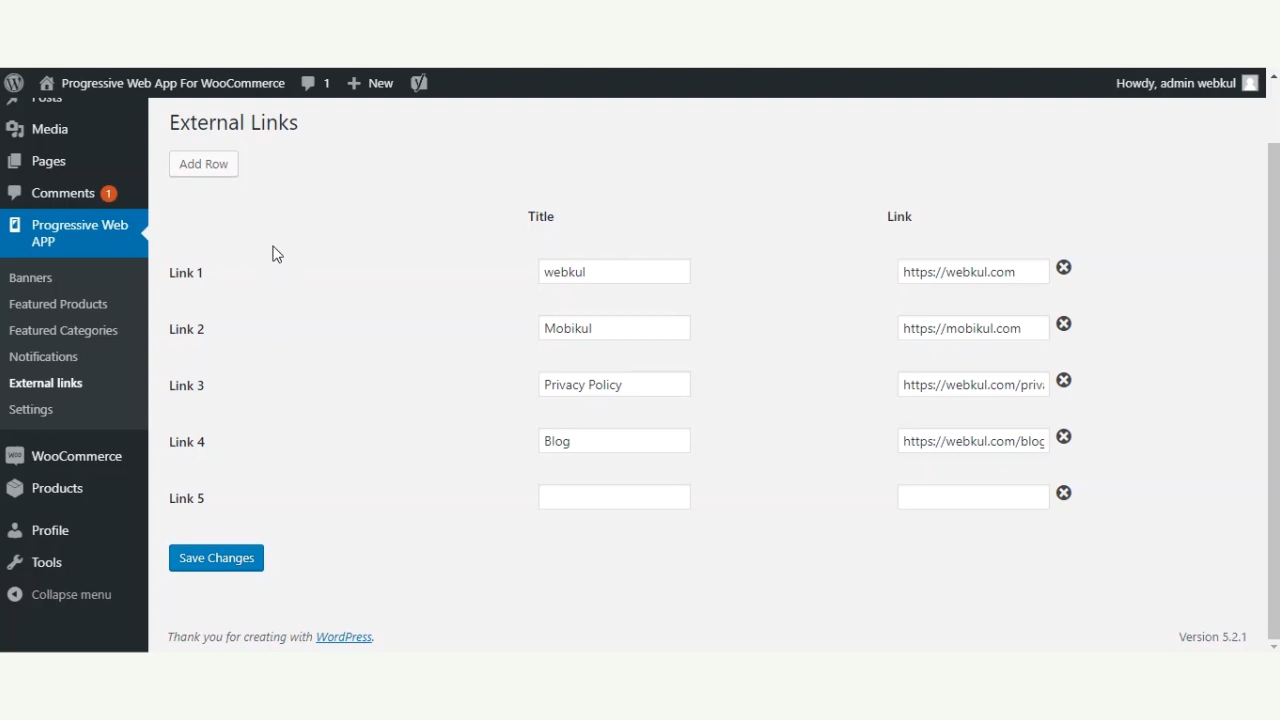 Progressive Web App For WooCommerce 1 New
Howdy, admin webkul
Posts
Media
Pages
Comments 1
Progressive Web
APP
Banners
Featured Products
Featured Categories
Notifications
External links
Settings
WooCommerce
Products
Profile
Tools
Collapse menu
External Links
Add Row
Title Link
Link 1 webkul https://webkul.com
Link 2 Mobikul https://mobikul.com
Link 3 Privacy Policy https://webkul.com/priva
Link 4 Blog https://webkul.com/blog
Link 5
Save Changes
Thank you for creating with WordPress.
Version 5.2.1